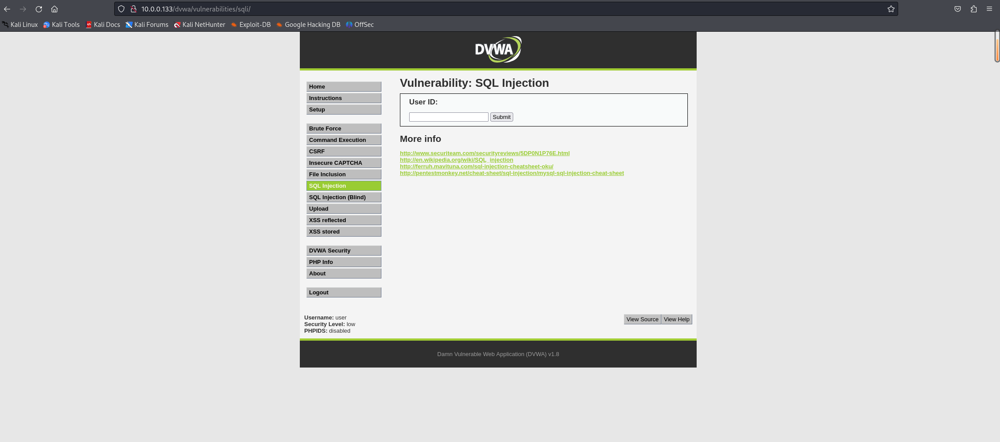 10.0.0.133/dvwa/vulnerabilities/sqli/
Kali Linux Kali Tools Kali Docs Kali Forums Kali NetHunter Exploit-DB Google Hacking DB OffSec
DVWA
Home
Instructions
Setup
Brute Force
Command Execution
CSRF
Insecure CAPTCHA
File Inclusion
SQL Injection
SQL Injection (Blind)
Upload
XSS reflected
XSS stored
DVWA Security
PHP Info
About
Logout
Vulnerability: SQL Injection
User ID:
Submit
More info
http://www.securiteam.com/securityreviews/5DP0N1P76E.html
http://en.wikipedia.org/wiki/SQL_injection
http://ferruh.mavituna.com/sql-injection-cheatsheet-oku/
http://pentestmonkey.net/cheat-sheet/sql-injection/mysql-sql-injection-cheat-sheet
Username: user
Security Level: low
PHPIDS: disabled
View Source View Help
Damn Vulnerable Web Application (DVWA) v1.8